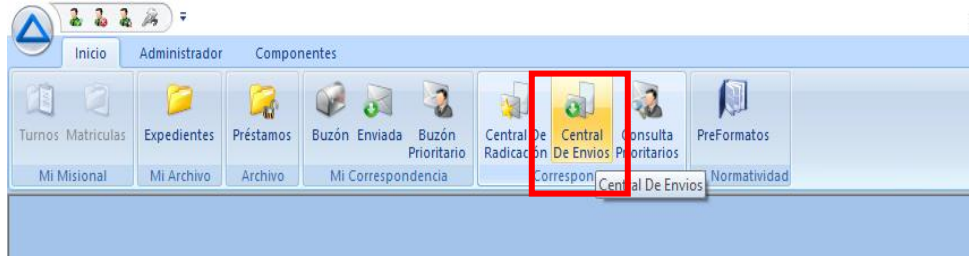 Inicio Administrador Componentes
Turnos Matriculas Expedientes Préstamos Buzón Enviada Buzón Prioritario Central De Radicación Central De Envios Consulta Prioritarios PreFormatos
Mi Misional Mi Archivo Archivo Mi Correspondencia Normatividad
Central De Envios